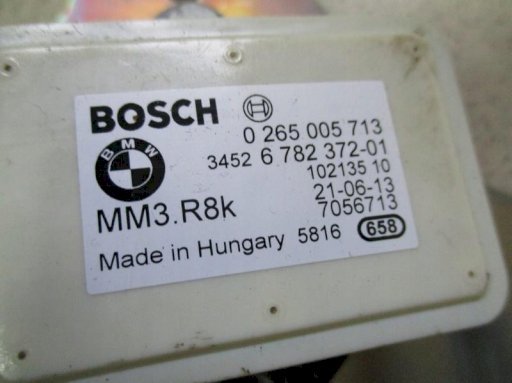 BOSCH
0 265 005 713
BMW
3452 6 782 372-01
102135 10
21-06-13
MM3.R8k
7056713
Made in Hungary 5816 658